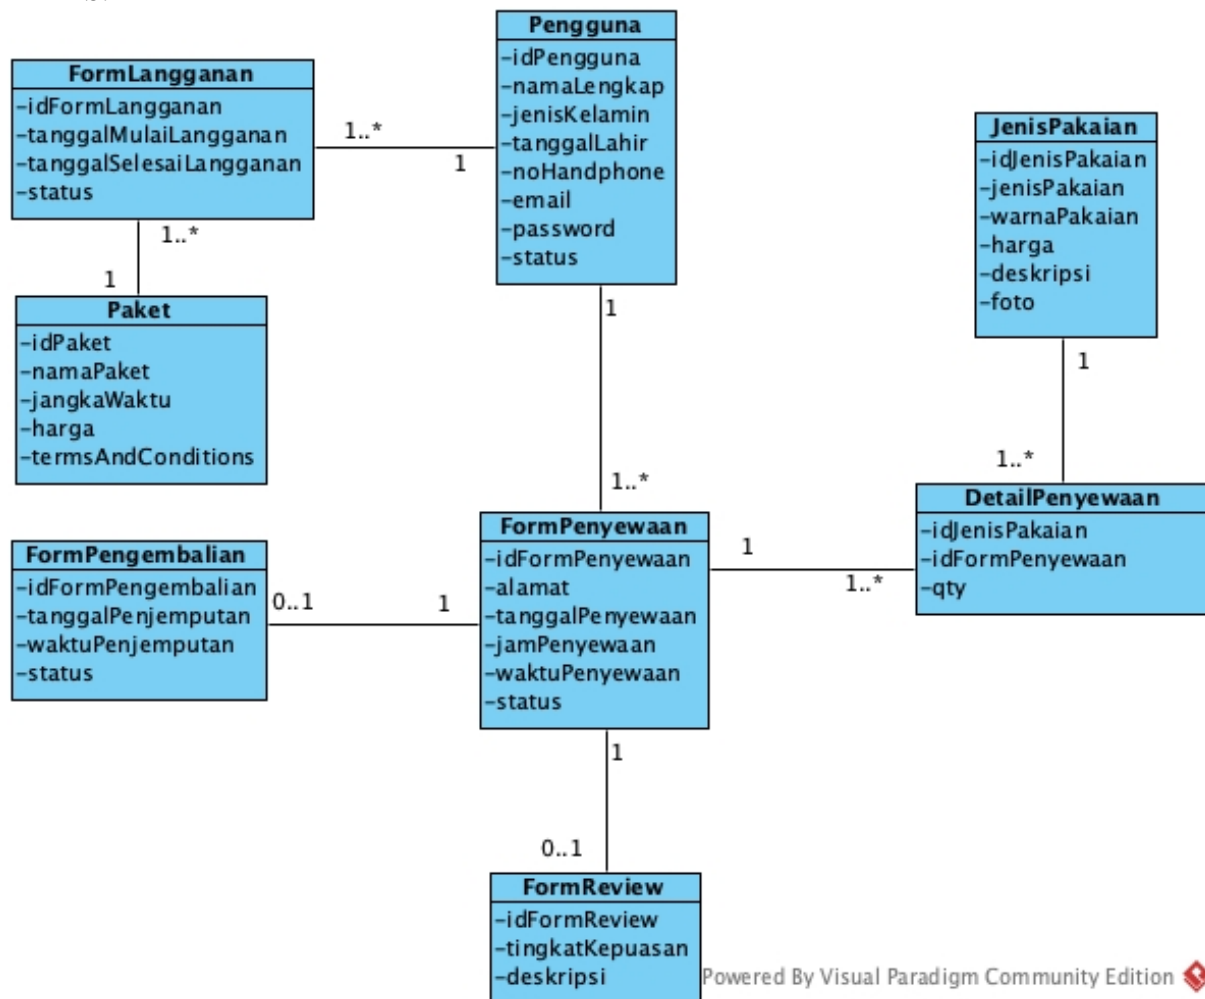 Pengguna
-idPengguna
-namaLengkap
-jenisKelamin
-tanggalLahir
-noHandphone
-email
-password
-status
FormLangganan
-idFormLangganan
-tanggalMulaiLangganan
-tanggalSelesaiLangganan
-status
1..*
1
1..*
1
Paket
-idPaket
-namaPaket
-jangkaWaktu
-harga
-termsAndConditions
JenisPakaian
-idJenisPakaian
-jenisPakaian
-warnaPakaian
-harga
-deskripsi
-foto
1
1..*
1
1..*
DetailPenyewaan
-idJenisPakaian
-idFormPenyewaan
-qty
FormPenyewaan
-idFormPenyewaan
-alamat
-tanggalPenyewaan
-jamPenyewaan
-waktuPenyewaan
-status
1
1..*
FormPengembalian
-idFormPengembalian
-tanggalPenjemputan
-waktuPenjemputan
-status
0..1
1
1
0..1
FormReview
-idFormReview
-tingkatKepuasan
-deskripsi
Powered By Visual Paradigm Community Edition